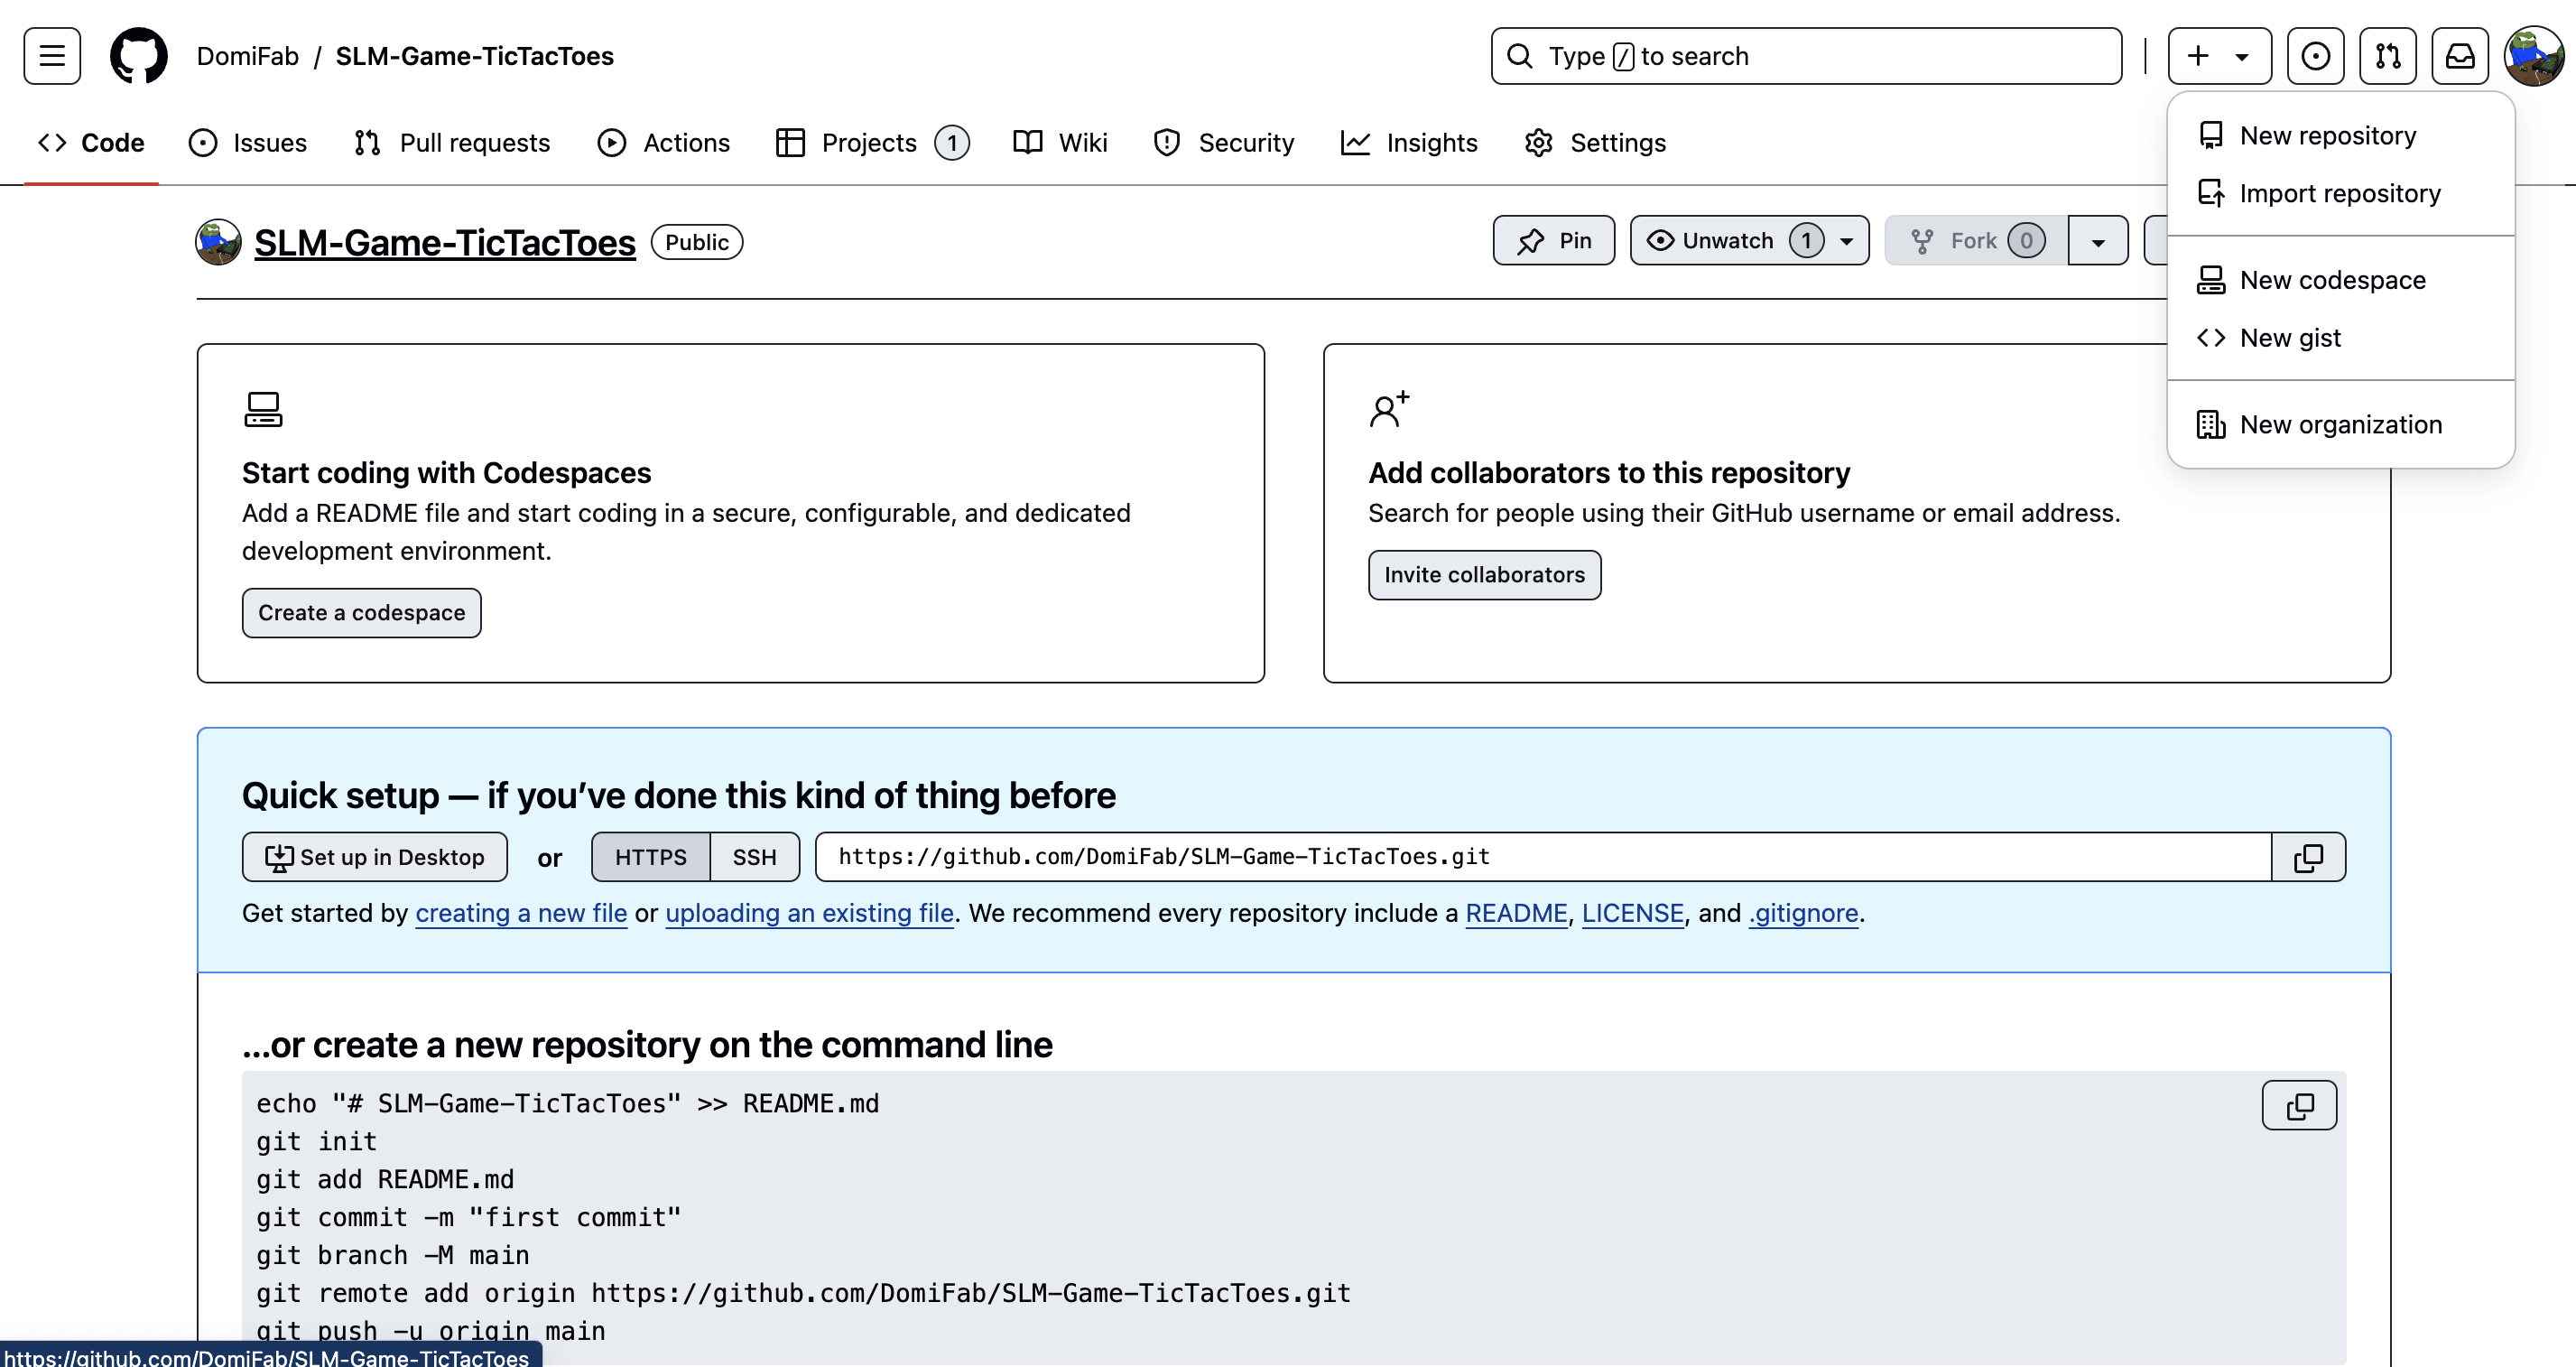 DomiFab / SLM-Game-TicTacToes
Type / to search
Code Issues Pull requests Actions Projects 1 Wiki Security Insights Settings
New repository
Import repository
New codespace
New gist
New organization
SLM-Game-TicTacToes Public
Pin Unwatch 1 Fork 0
Start coding with Codespaces
Add a README file and start coding in a secure, configurable, and dedicated
development environment.
Create a codespace
Add collaborators to this repository
Search for people using their GitHub username or email address.
Invite collaborators
Quick setup — if you’ve done this kind of thing before
Set up in Desktop or HTTPS SSH https://github.com/DomiFab/SLM-Game-TicTacToes.git
Get started by creating a new file or uploading an existing file. We recommend every repository include a README, LICENSE, and .gitignore.
...or create a new repository on the command line
echo "# SLM-Game-TicTacToes" >> README.md
git init
git add README.md
git commit -m "first commit"
git branch -M main
git remote add origin https://github.com/DomiFab/SLM-Game-TicTacToes.git
git push -u origin main
https://github.com/DomiFab/SLM-Game-TicTacToes